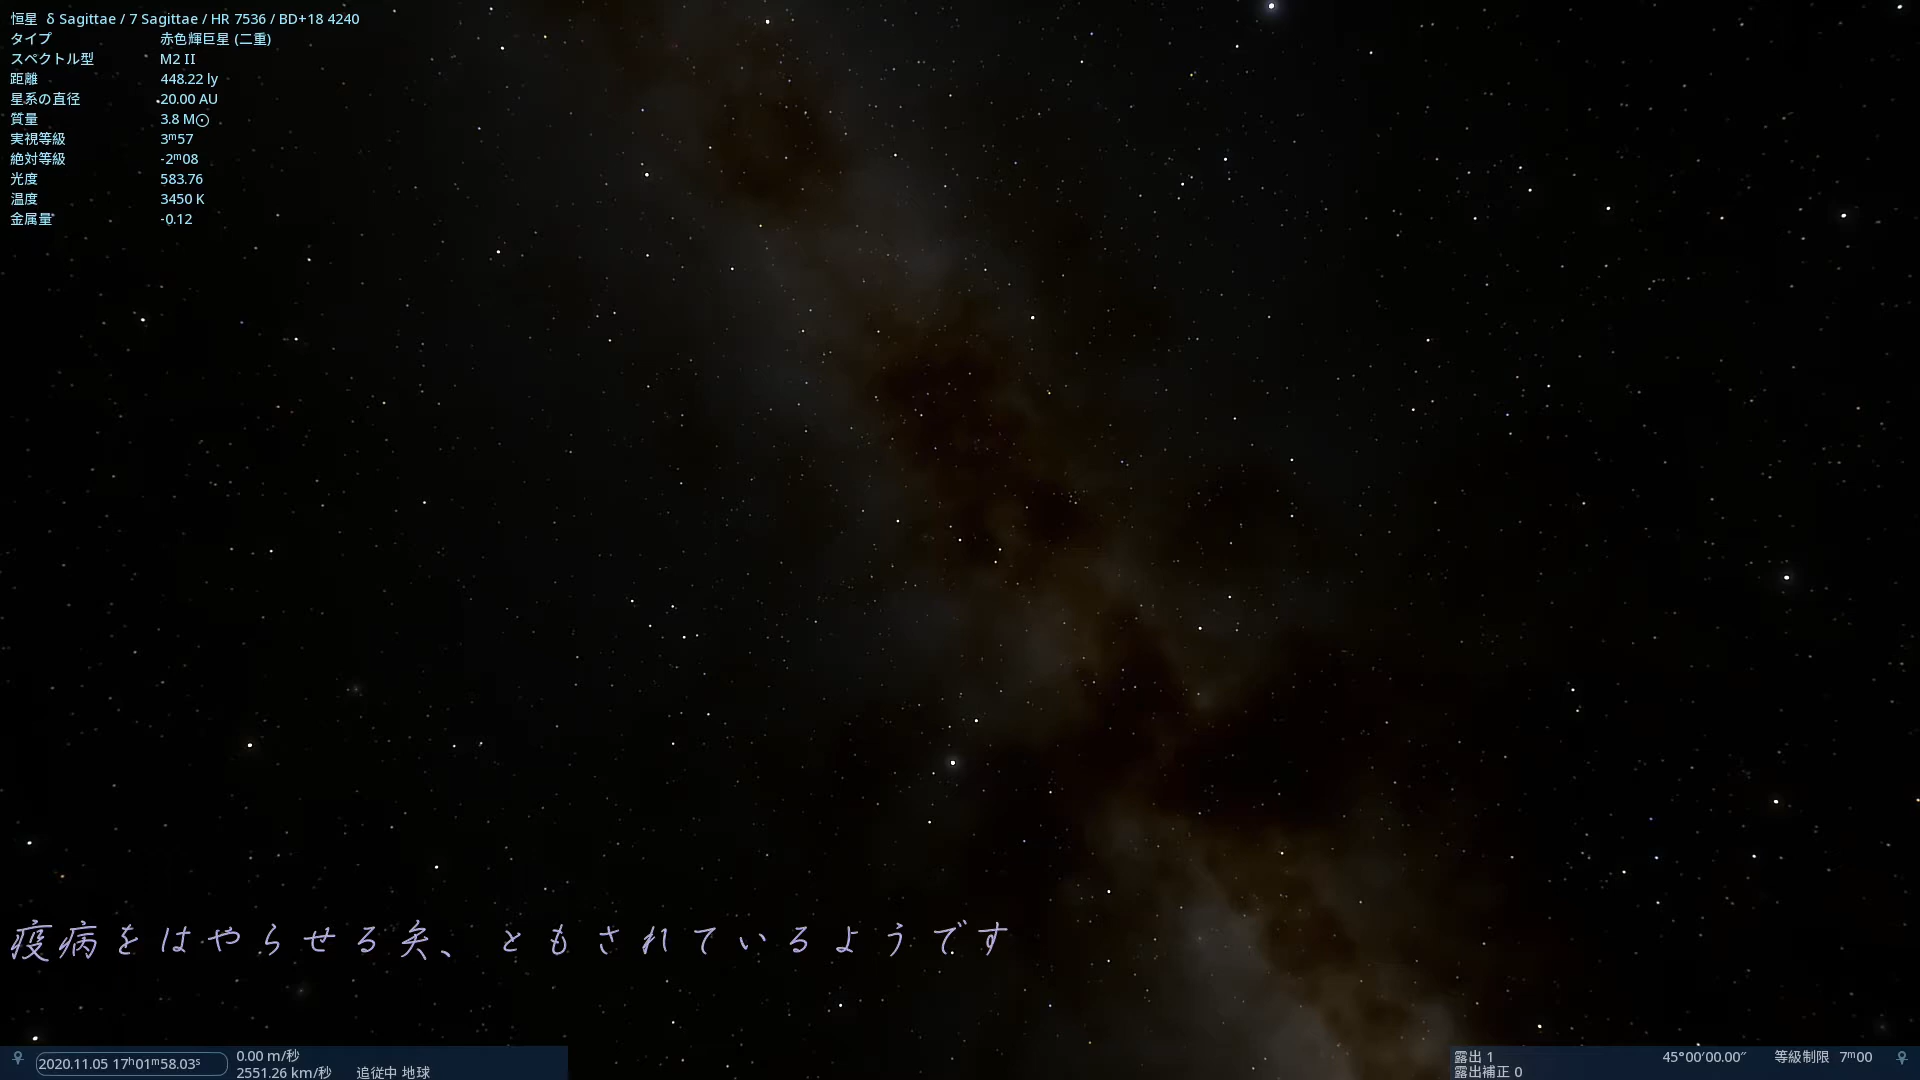 恒星 δ Sagittae / 7 Sagittae / HR 7536 / BD+18 4240
タイプ 赤色輝巨星 (二重)
スペクトル型 M2 II
距離 448.22 ly
星系の直径 20.00 AU
質量 3.8 M☉
実視等級 3ᵐ57
絶対等級 -2ᵐ08
光度 583.76
温度 3450 K
金属量 -0.12
疫病をはやらせる矢、ともされているようです
2020.11.05 17ʰ01ᵐ58.03ˢ
0.00 m/秒
2551.26 km/秒 追従中 地球
露出 1 45°00′00.00″ 等級制限 7ᵐ00
露出補正 0